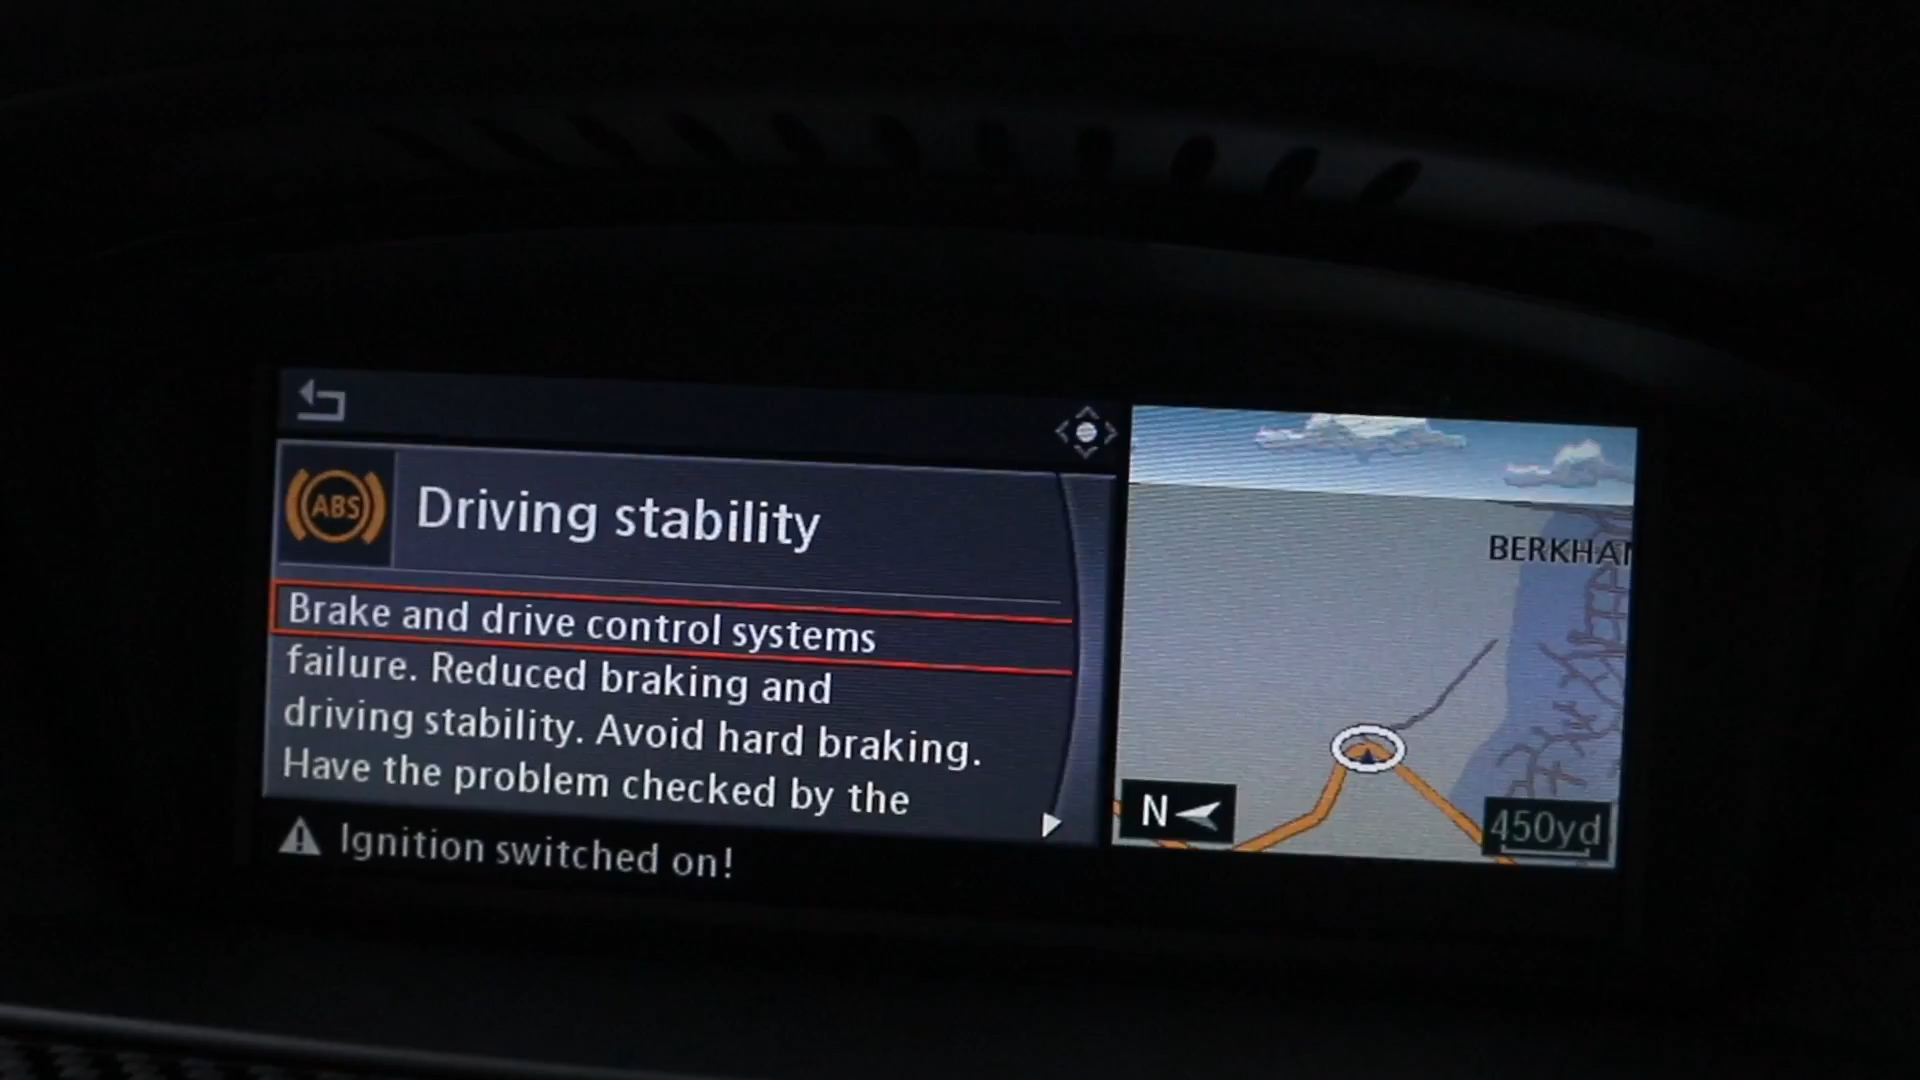 ABS
Driving stability
Brake and drive control systems
failure. Reduced braking and
driving stability. Avoid hard braking.
Have the problem checked by the
Ignition switched on!
BERKHA
N
450yd